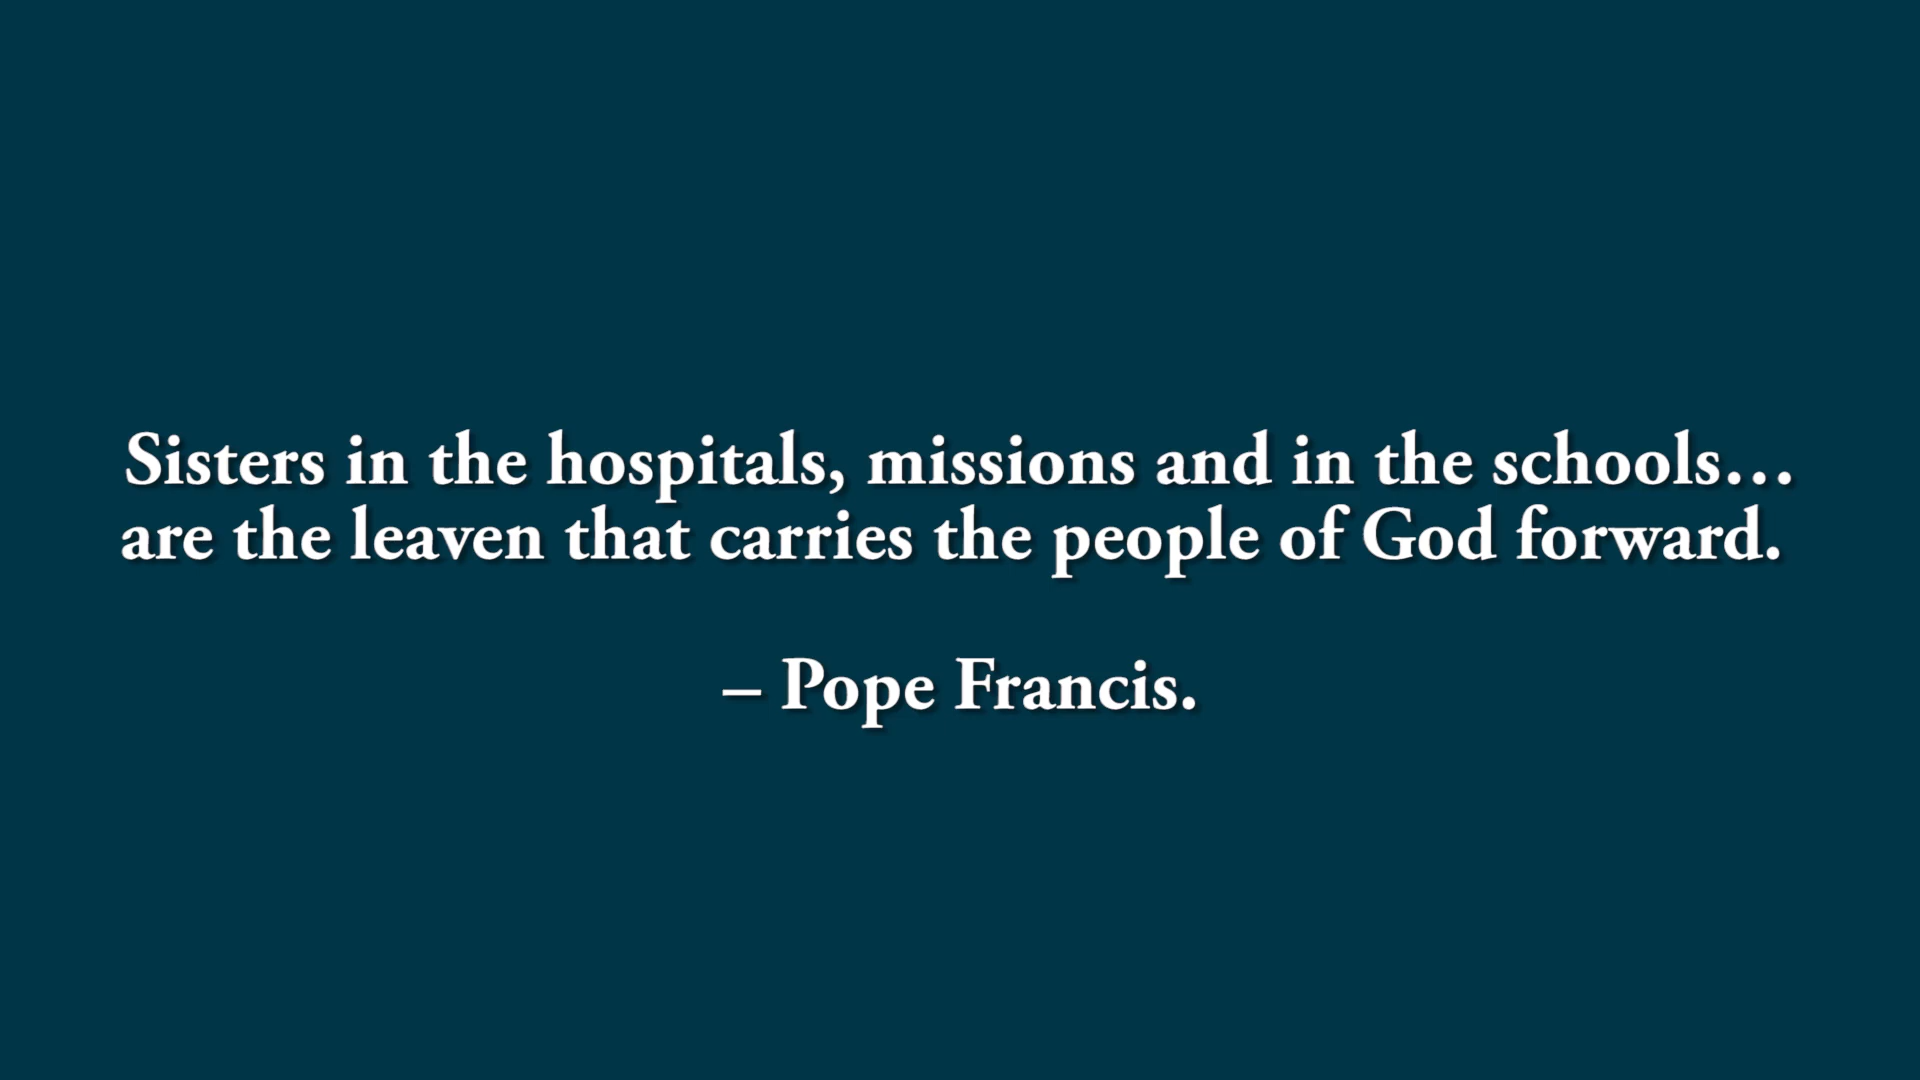 Sisters in the hospitals, missions and in the schools…
are the leaven that carries the people of God forward.
– Pope Francis.